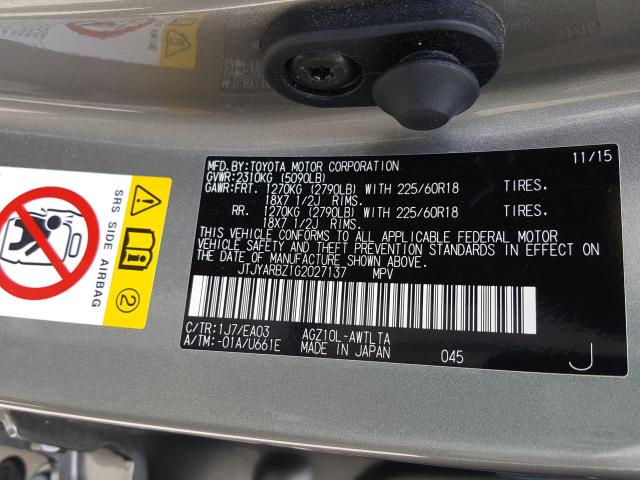 MFD. BY: TOYOTA MOTOR CORPORATION 11/15
GVWR: 2310KG (5090LB)
GAWR: FRT. 1270KG (2790LB) WITH 225/60R18 TIRES.
18X7 1/2J RIMS.
RR. 1270KG (2790LB) WITH 225/60R18 TIRES.
18X7 1/2J RIMS.
THIS VEHICLE CONFORMS TO ALL APPLICABLE FEDERAL MOTOR
VEHICLE SAFETY AND THEFT PREVENTION STANDARDS IN EFFECT ON
THE DATE OF MANUFACTURE SHOWN ABOVE.
JTJYARBZ1G2027137 MPV
C/TR: 1J7/EA03 AGZ10L-AWTLTA
A/TM: -01A/U661E MADE IN JAPAN 045 J
SRS SIDE AIRBAG
2